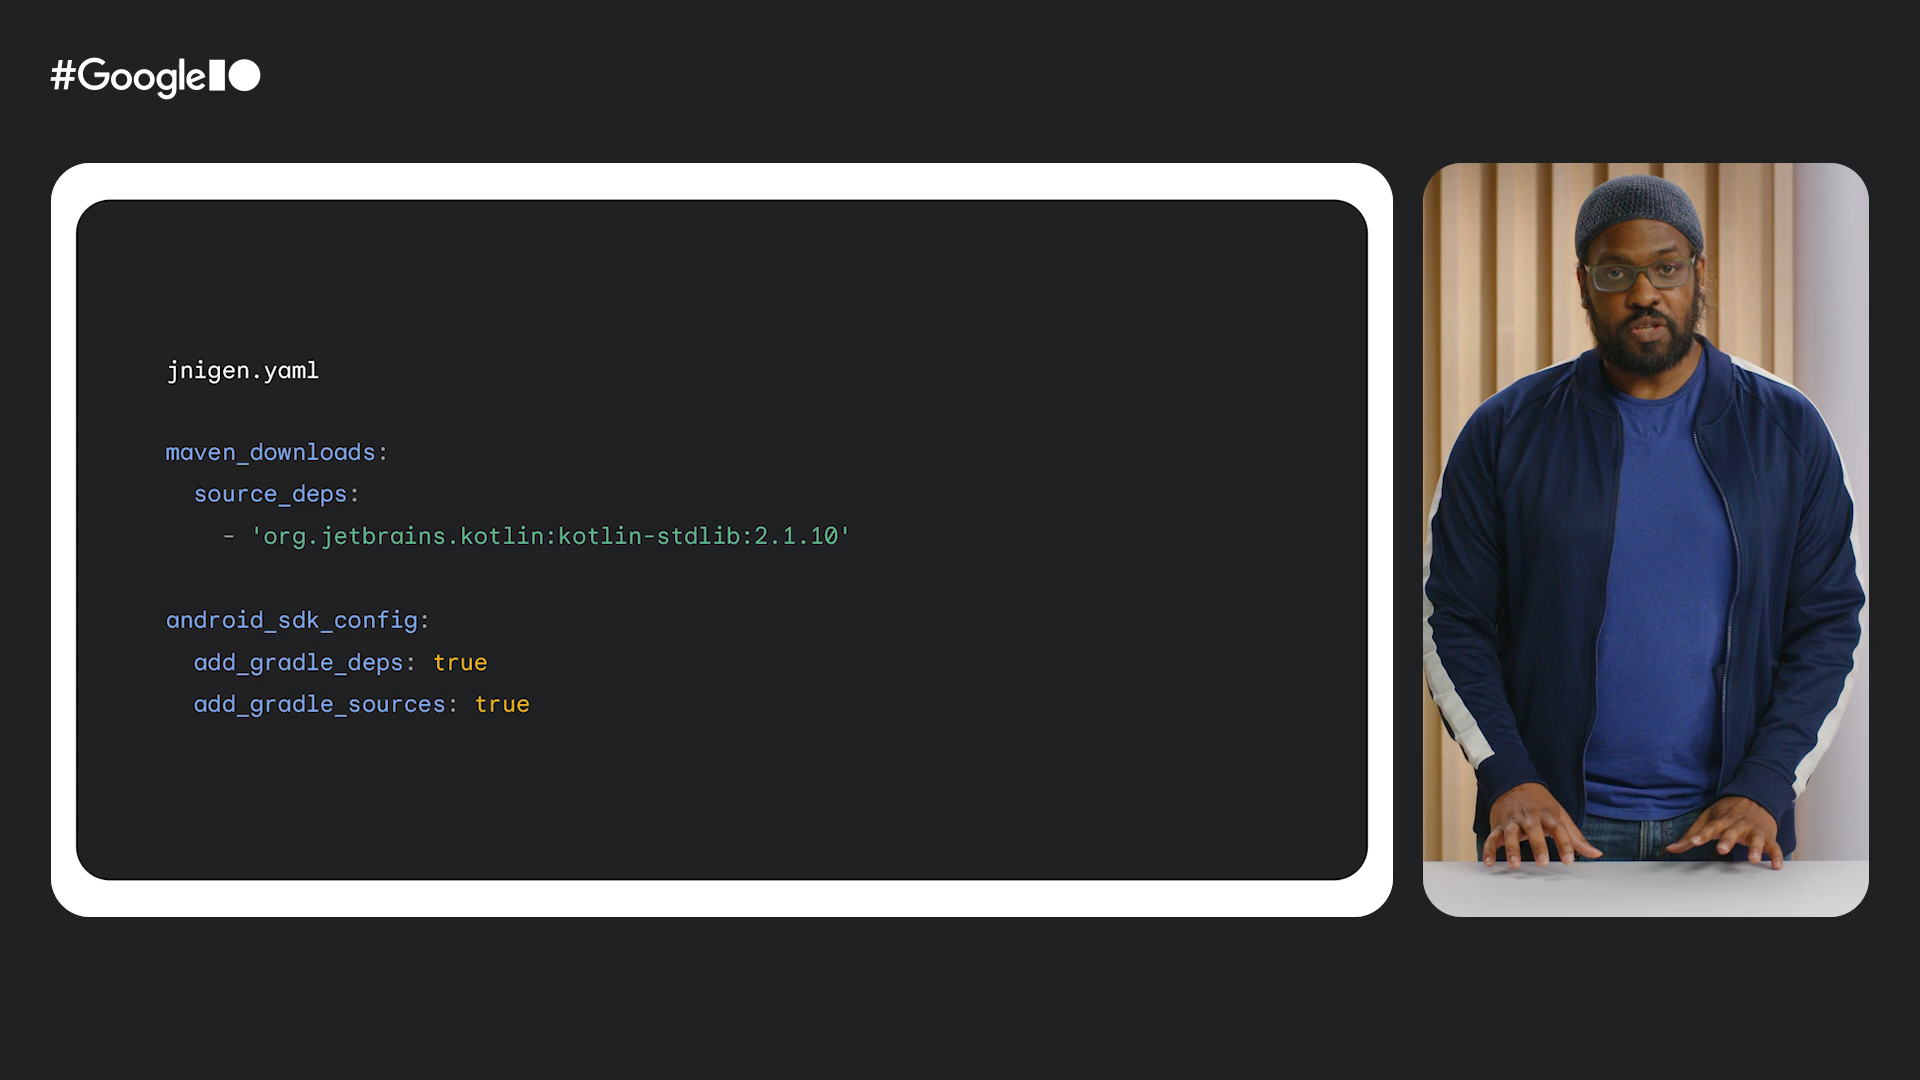 #GoogleIO
jnigen.yaml
maven_downloads:
source_deps:
- 'org.jetbrains.kotlin:kotlin-stdlib:2.1.10'
android_sdk_config:
add_gradle_deps: true
add_gradle_sources: true